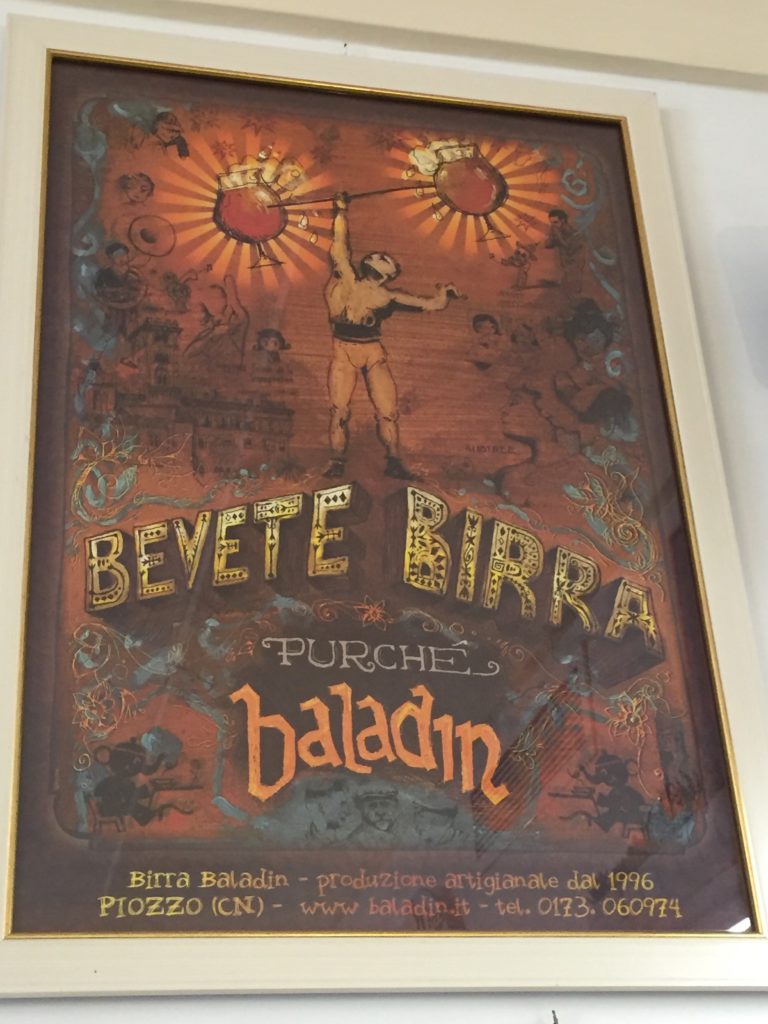 BEVETE BIRRA
PURCHÉ
baladin
Birra Baladin - produzione artigianale dal 1996
PIOZZO (CN) - www baladin.it - tel. 0173. 060974